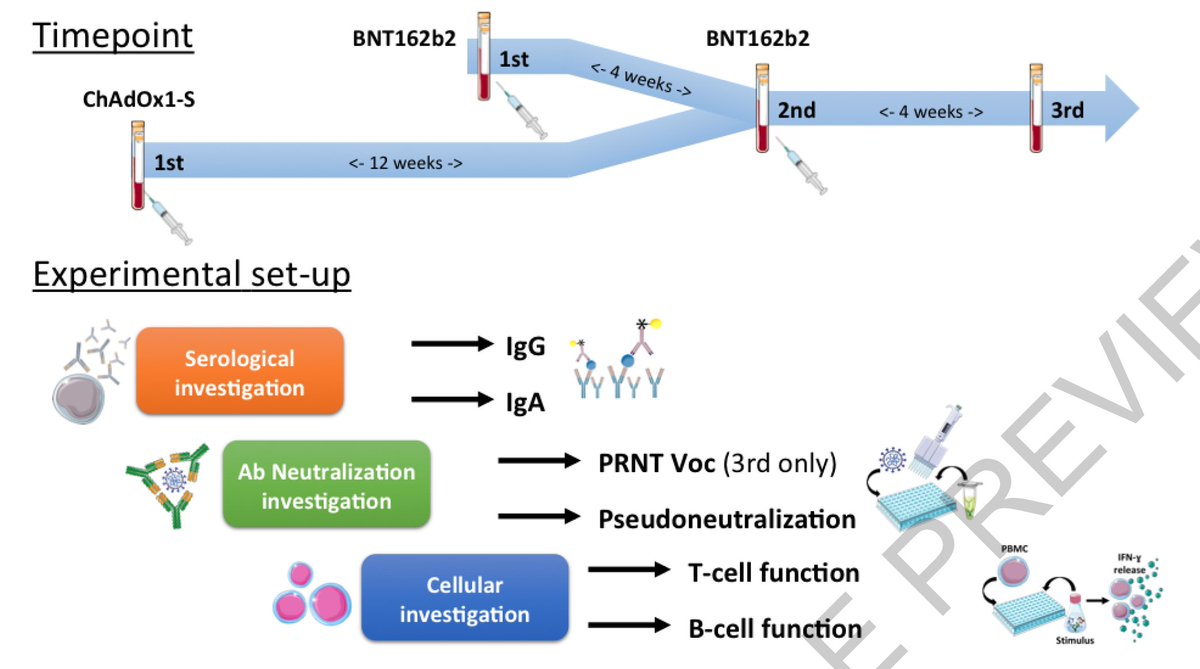 Timepoint
BNT162b2
BNT162b2
1st
<- 4 weeks ->
ChAdOx1-S
2nd
<- 4 weeks ->
3rd
1st
<- 12 weeks ->
Experimental set-up
Serological
investigation
IgG
IgA
Ab Neutralization
investigation
PRNT Voc (3rd only)
Pseudoneutralization
Cellular
investigation
T-cell function
B-cell function
PBMC
IFN-ɣ
release
Stimulus
E PREVIE